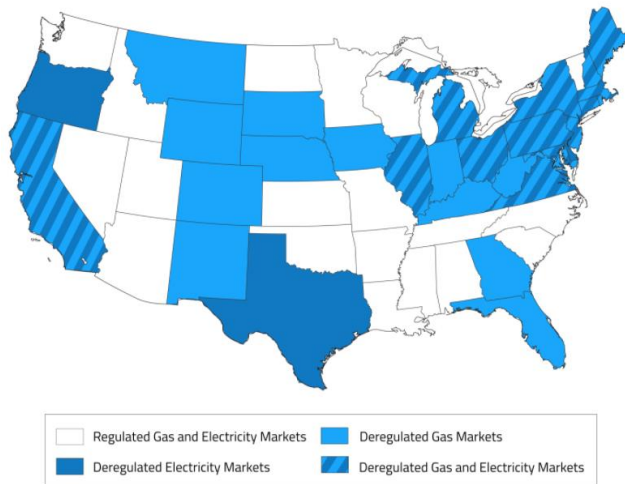 Regulated Gas and Electricity Markets
Deregulated Gas Markets
Deregulated Electricity Markets
Deregulated Gas and Electricity Markets